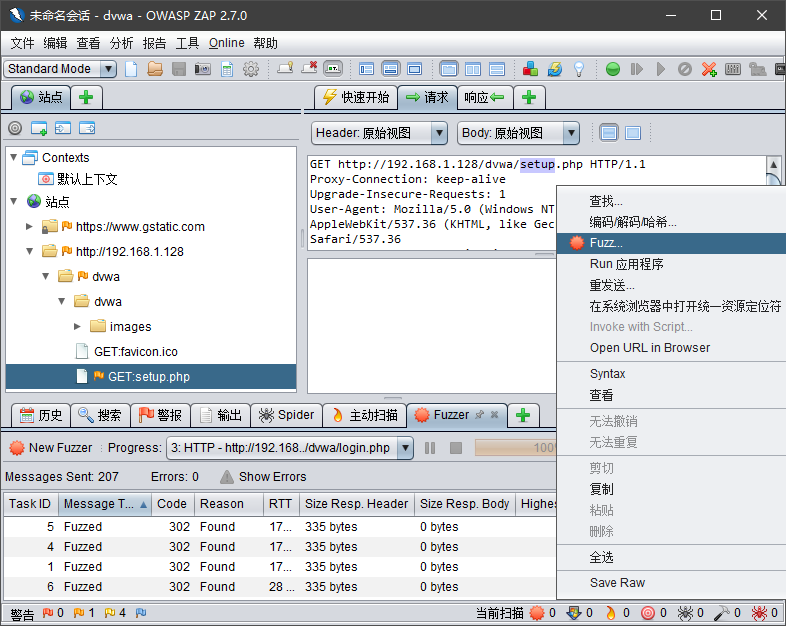 未命名会话 - dvwa - OWASP ZAP 2.7.0
文件 编辑 查看 分析 报告 工具 Online 帮助
Standard Mode
站点
快速开始 请求 响应
Header: 原始视图 Body: 原始视图
Contexts
默认上下文
站点
https://www.gstatic.com
http://192.168.1.128
dvwa
dvwa
images
GET:favicon.ico
GET:setup.php
GET http://192.168.1.128/dvwa/setup.php HTTP/1.1
Proxy-Connection: keep-alive
Upgrade-Insecure-Requests: 1
User-Agent: Mozilla/5.0 (Windows NT
AppleWebKit/537.36 (KHTML, like Gec
Safari/537.36
查找...
编码/解码/哈希...
Fuzz...
Run 应用程序
重发送...
在系统浏览器中打开统一资源定位符
Invoke with Script...
Open URL in Browser
Syntax
查看
无法撤销
无法重复
剪切
复制
粘贴
删除
全选
Save Raw
历史 搜索 警报 输出 Spider 主动扫描 Fuzzer
New Fuzzer Progress: 3: HTTP - http://192.168../dvwa/login.php 100
Messages Sent: 207 Errors: 0 Show Errors
Task ID Message T... Code Reason RTT Size Resp. Header Size Resp. Body Highes
5 Fuzzed 302 Found 17... 335 bytes 0 bytes
4 Fuzzed 302 Found 17... 335 bytes 0 bytes
1 Fuzzed 302 Found 17... 335 bytes 0 bytes
6 Fuzzed 302 Found 28 ... 335 bytes 0 bytes
警告 0 1 4 当前扫描 0 0 0 0 0 0 0